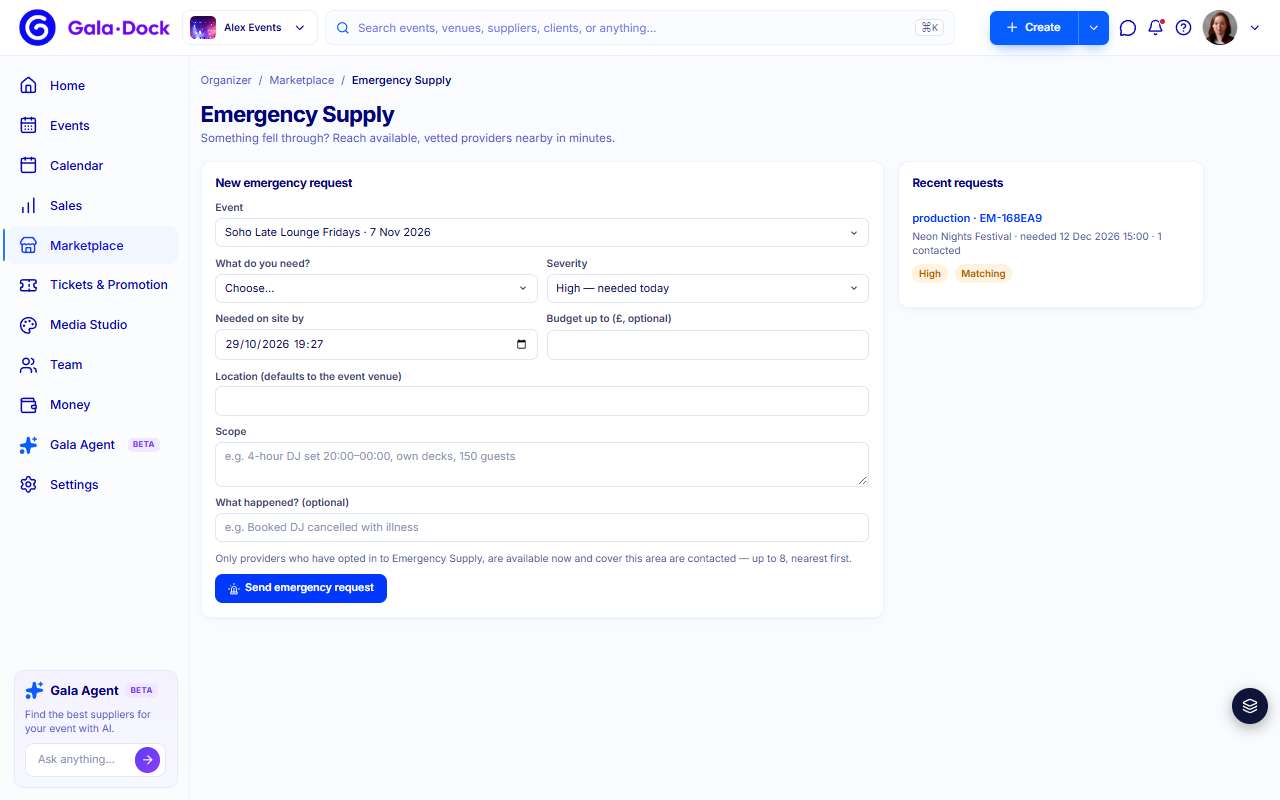 Gala·Dock
Alex Events
Search events, venues, suppliers, clients, or anything...
⌘K
+ Create
Home
Events
Calendar
Sales
Marketplace
Tickets & Promotion
Media Studio
Team
Money
Gala Agent BETA
Settings
Organizer / Marketplace / Emergency Supply
Emergency Supply
Something fell through? Reach available, vetted providers nearby in minutes.
New emergency request
Event
Soho Late Lounge Fridays · 7 Nov 2026
What do you need?
Severity
Choose...
High — needed today
Needed on site by
Budget up to (£, optional)
29/10/2026 19:27
Location (defaults to the event venue)
Scope
e.g. 4-hour DJ set 20:00–00:00, own decks, 150 guests
What happened? (optional)
e.g. Booked DJ cancelled with illness
Only providers who have opted in to Emergency Supply, are available now and cover this area are contacted — up to 8, nearest first.
Send emergency request
Recent requests
production · EM-168EA9
Neon Nights Festival · needed 12 Dec 2026 15:00 · 1
contacted
High
Matching
Gala Agent BETA
Find the best suppliers for
your event with AI.
Ask anything...